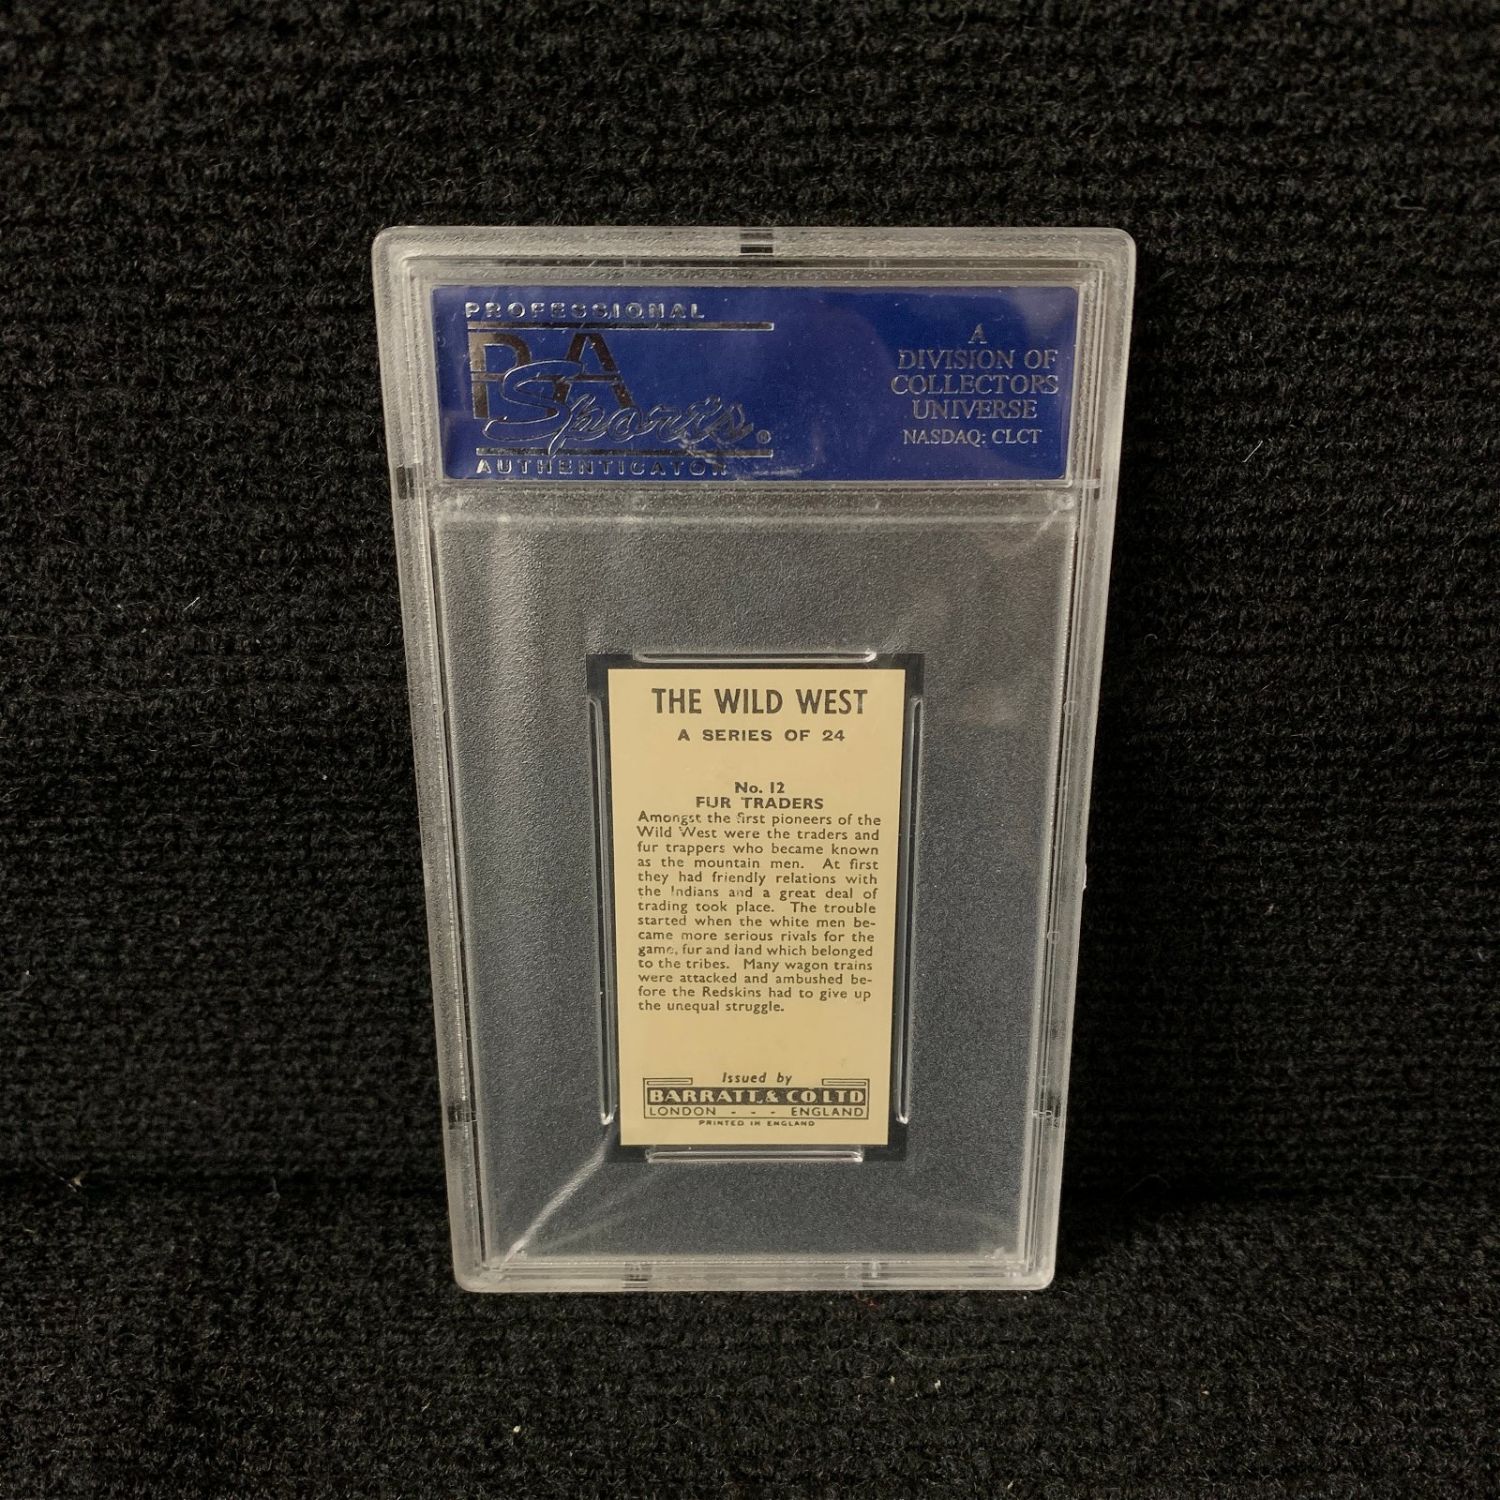 PROFESSIONAL
PSA
Sports®
AUTHENTICATOR
A
DIVISION OF
COLLECTORS
UNIVERSE
NASDAQ: CLCT
THE WILD WEST
A SERIES OF 24
No. 12
FUR TRADERS
Amongst the first pioneers of the
Wild West were the traders and
fur trappers who became known
as the mountain men. At first
they had friendly relations with
the Indians and a great deal of
trading took place. The trouble
started when the white men be-
came more serious rivals for the
game, fur and land which belonged
to the tribes. Many wagon trains
were attacked and ambushed be-
fore the Redskins had to give up
the unequal struggle.
Issued by
BARRATT & CO LTD
LONDON - - - ENGLAND
PRINTED IN ENGLAND